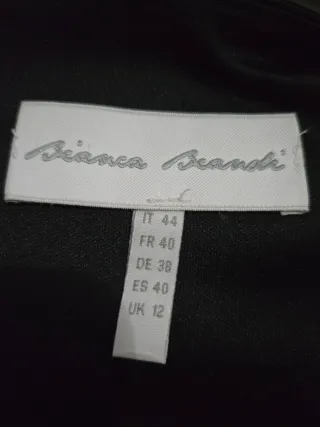 Bianca Brandi
IT 44
FR 40
DE 38
ES 40
UK 12